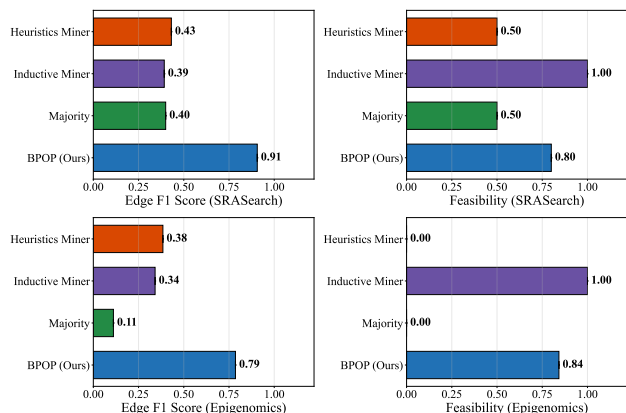 Heuristics Miner
0.43
Inductive Miner
0.39
Majority
0.40
BPOP (Ours)
0.91
0.00 0.25 0.50 0.75 1.00
Edge F1 Score (SRASearch)
Heuristics Miner
0.50
Inductive Miner
1.00
Majority
0.50
BPOP (Ours)
0.80
0.00 0.25 0.50 0.75 1.00
Feasibility (SRASearch)
Heuristics Miner
0.38
Inductive Miner
0.34
Majority
0.11
BPOP (Ours)
0.79
0.00 0.25 0.50 0.75 1.00
Edge F1 Score (Epigenomics)
Heuristics Miner
0.00
Inductive Miner
1.00
Majority
0.00
BPOP (Ours)
0.84
0.00 0.25 0.50 0.75 1.00
Feasibility (Epigenomics)